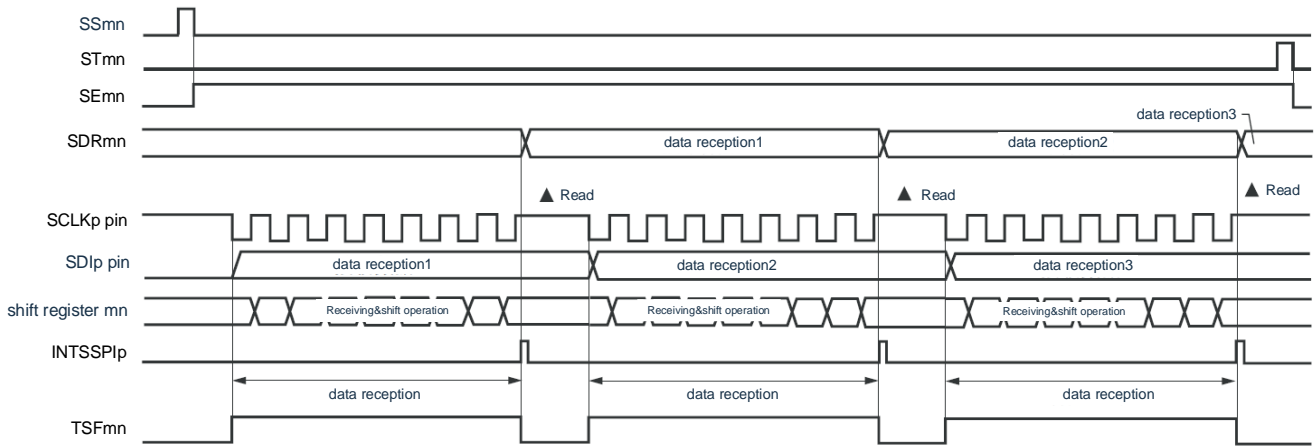 SSmn
STmn
SEmn
data reception3
SDRmn
data reception1
data reception2
▲ Read
▲ Read
▲ Read
SCLKp pin
SDIp pin
data reception1
data reception2
data reception3
shift register mn
Receiving&shift operation
Receiving&shift operation
Receiving&shift operation
INTSSPIp
data reception
data reception
data reception
TSFmn